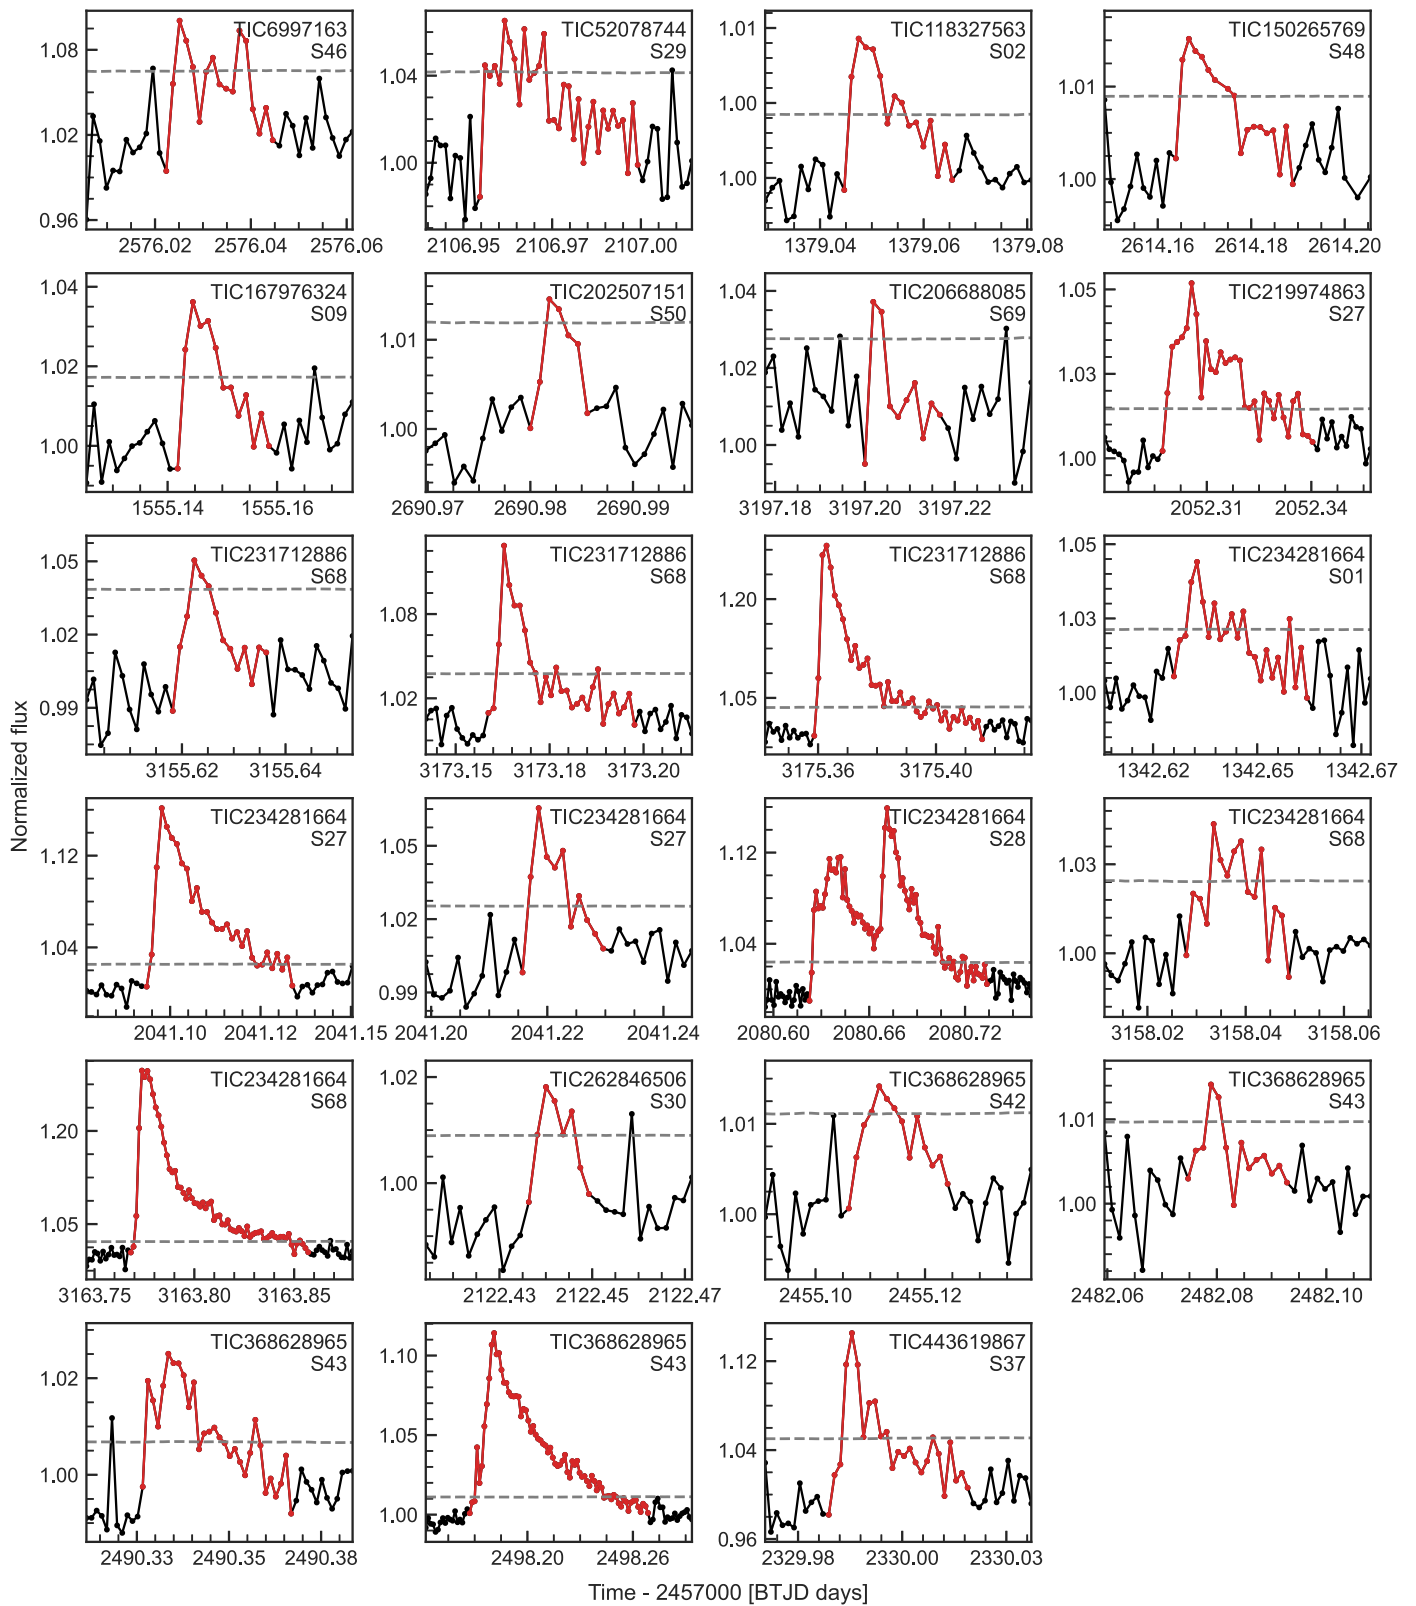 TIC6997163
S46
1.08
1.02
0.96
2576.02 2576.04 2576.06
TIC52078744
S29
1.04
1.00
2106.95 2106.97 2107.00
TIC118327563
S02
1.01
1.00
1.00
1379.04 1379.06 1379.08
TIC150265769
S48
1.01
1.00
2614.16 2614.18 2614.20
TIC167976324
S09
1.04
1.02
1.00
1555.14 1555.16
TIC202507151
S50
1.01
1.00
2690.97 2690.98 2690.99
TIC206688085
S69
1.04
1.02
1.00
3197.18 3197.20 3197.22
TIC219974863
S27
1.05
1.03
1.00
2052.31 2052.34
TIC231712886
S68
1.05
1.02
0.99
3155.62 3155.64
TIC231712886
S68
1.08
1.02
3173.15 3173.18 3173.20
TIC231712886
S68
1.20
1.05
3175.36 3175.40
TIC234281664
S01
1.05
1.03
1.00
1342.62 1342.65 1342.67
Normalized flux
TIC234281664
S27
1.12
1.04
2041.10 2041.12 2041.15
TIC234281664
S27
1.05
1.02
0.99
2041.20 2041.22 2041.24
TIC234281664
S28
1.12
1.04
2080.60 2080.66 2080.72
TIC234281664
S68
1.03
1.00
3158.02 3158.04 3158.06
TIC234281664
S68
1.20
1.05
3163.75 3163.80 3163.85
TIC262846506
S30
1.02
1.00
2122.43 2122.45 2122.47
TIC368628965
S42
1.01
1.00
2455.10 2455.12
TIC368628965
S43
1.01
1.00
2482.06 2482.08 2482.10
TIC368628965
S43
1.02
1.00
2490.33 2490.35 2490.38
TIC368628965
S43
1.10
1.05
1.00
2498.20 2498.26
TIC443619867
S37
1.12
1.04
0.96
2329.98 2330.00 2330.03
Time - 2457000 [BTJD days]